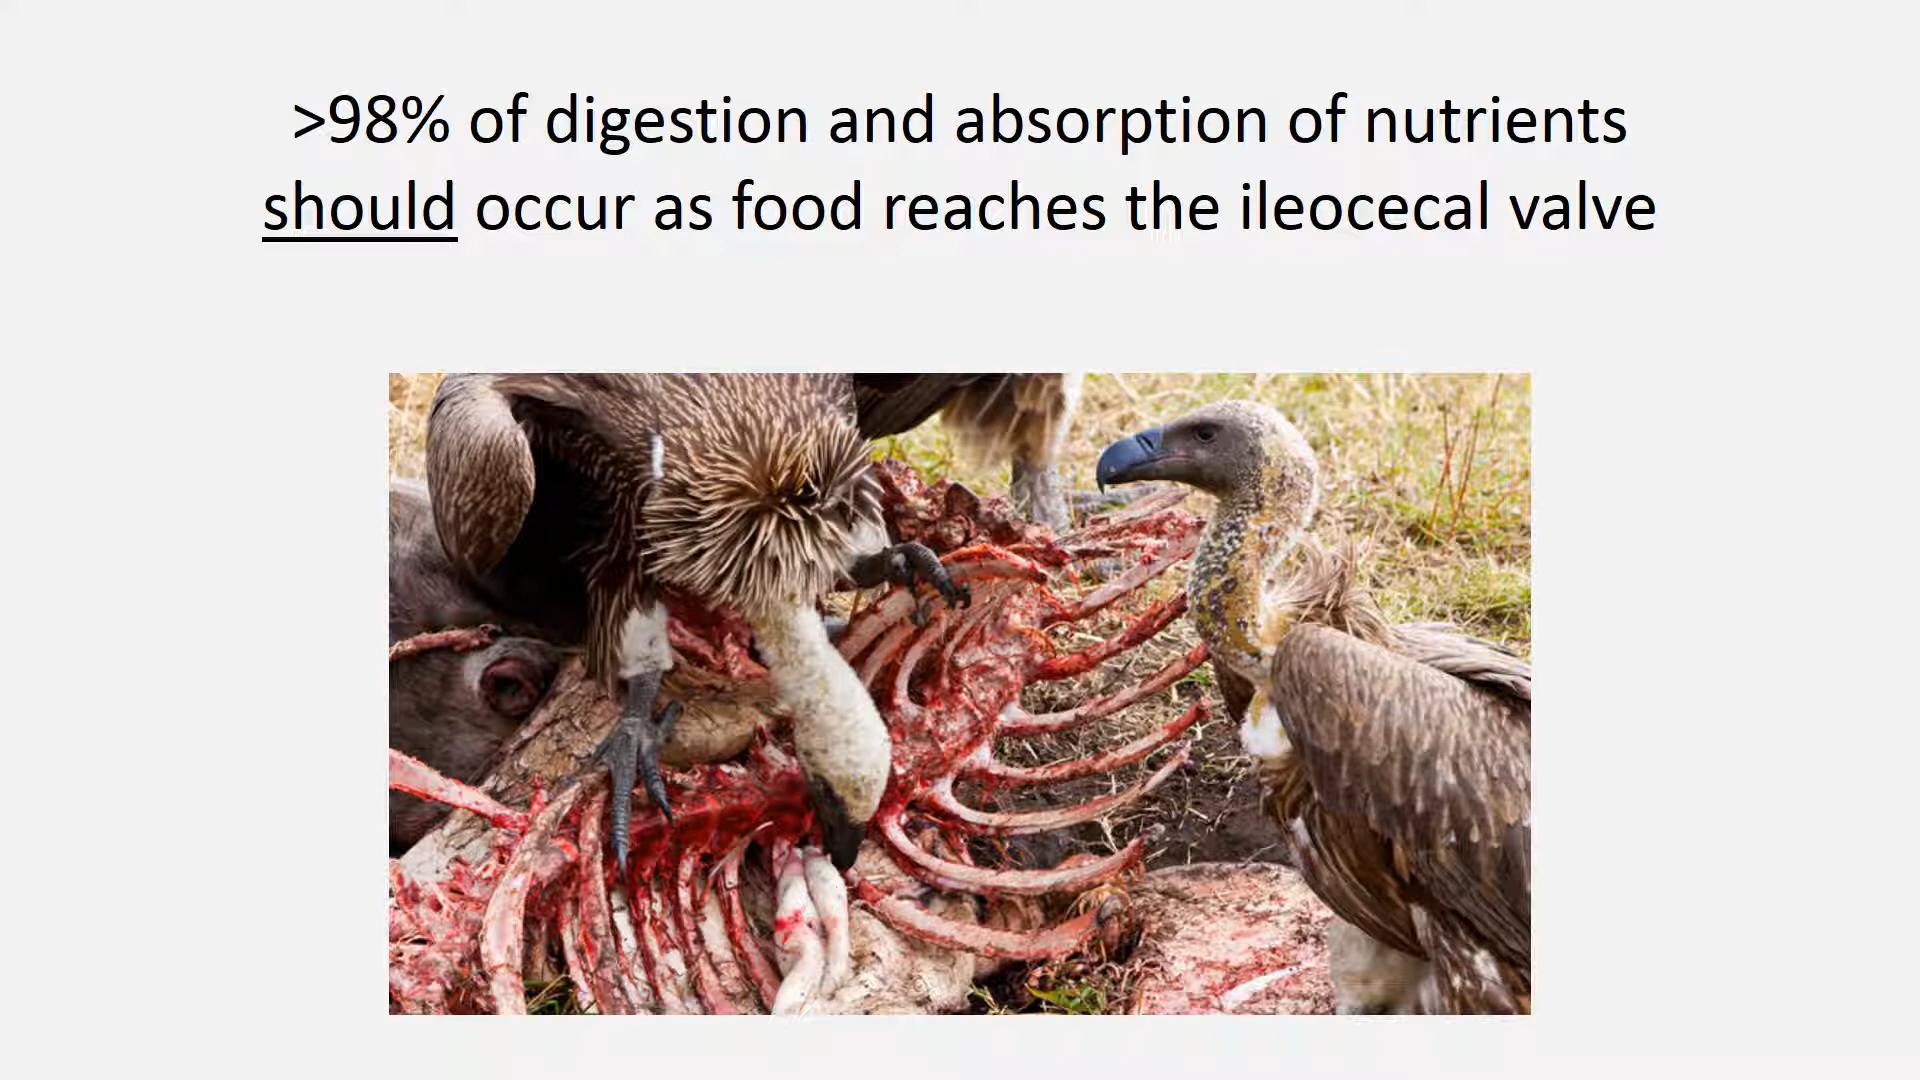 >98% of digestion and absorption of nutrients
should occur as food reaches the ileocecal valve